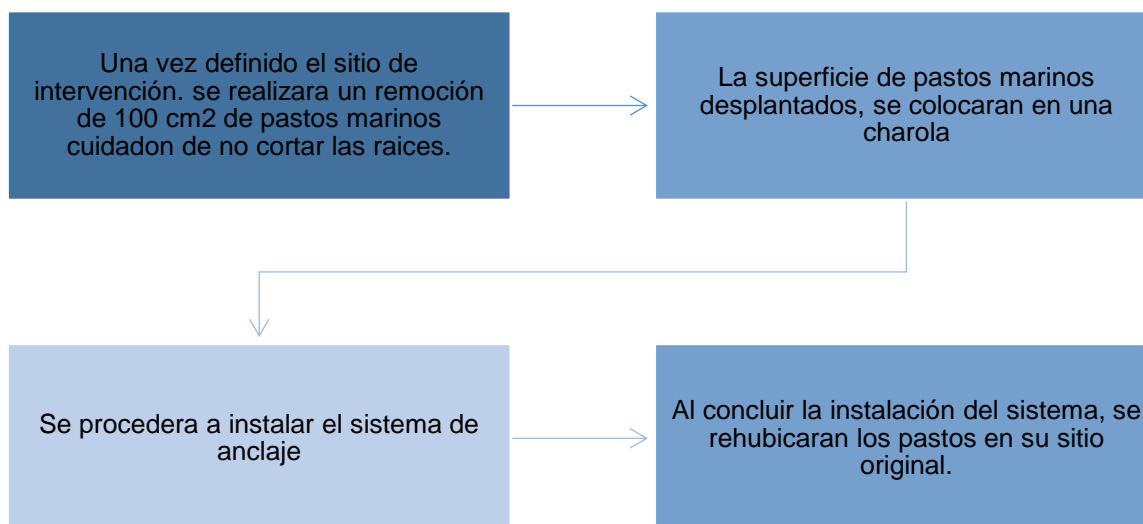 Una vez definido el sitio de
intervención. se realizara un remoción
de 100 cm2 de pastos marinos
cuidadon de no cortar las raices.
La superficie de pastos marinos
desplantados, se colocaran en una
charola
Se procedera a instalar el sistema de
anclaje
Al concluir la instalación del sistema, se
rehubicaran los pastos en su sitio
original.